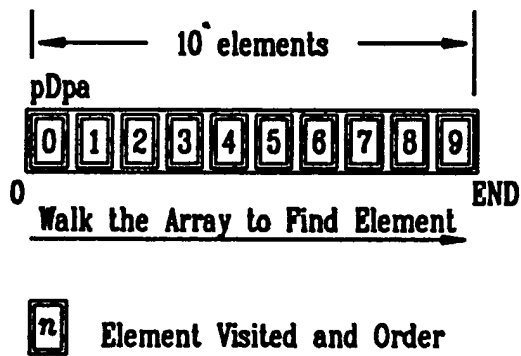 10 elements
pDpa
0 1 2 3 4 5 6 7 8 9
0 END
Walk the Array to Find Element
n Element Visited and Order